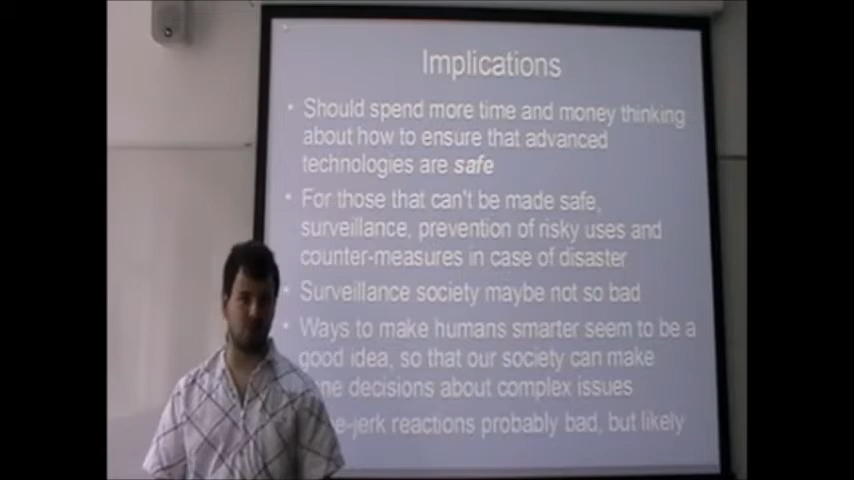 Implications
• Should spend more time and money thinking
about how to ensure that advanced
technologies are safe
• For those that can't be made safe,
surveillance, prevention of risky uses and
counter-measures in case of disaster
• Surveillance society maybe not so bad
• Ways to make humans smarter seem to be a
good idea, so that our society can make
decisions about complex issues
e-jerk reactions probably bad, but likely